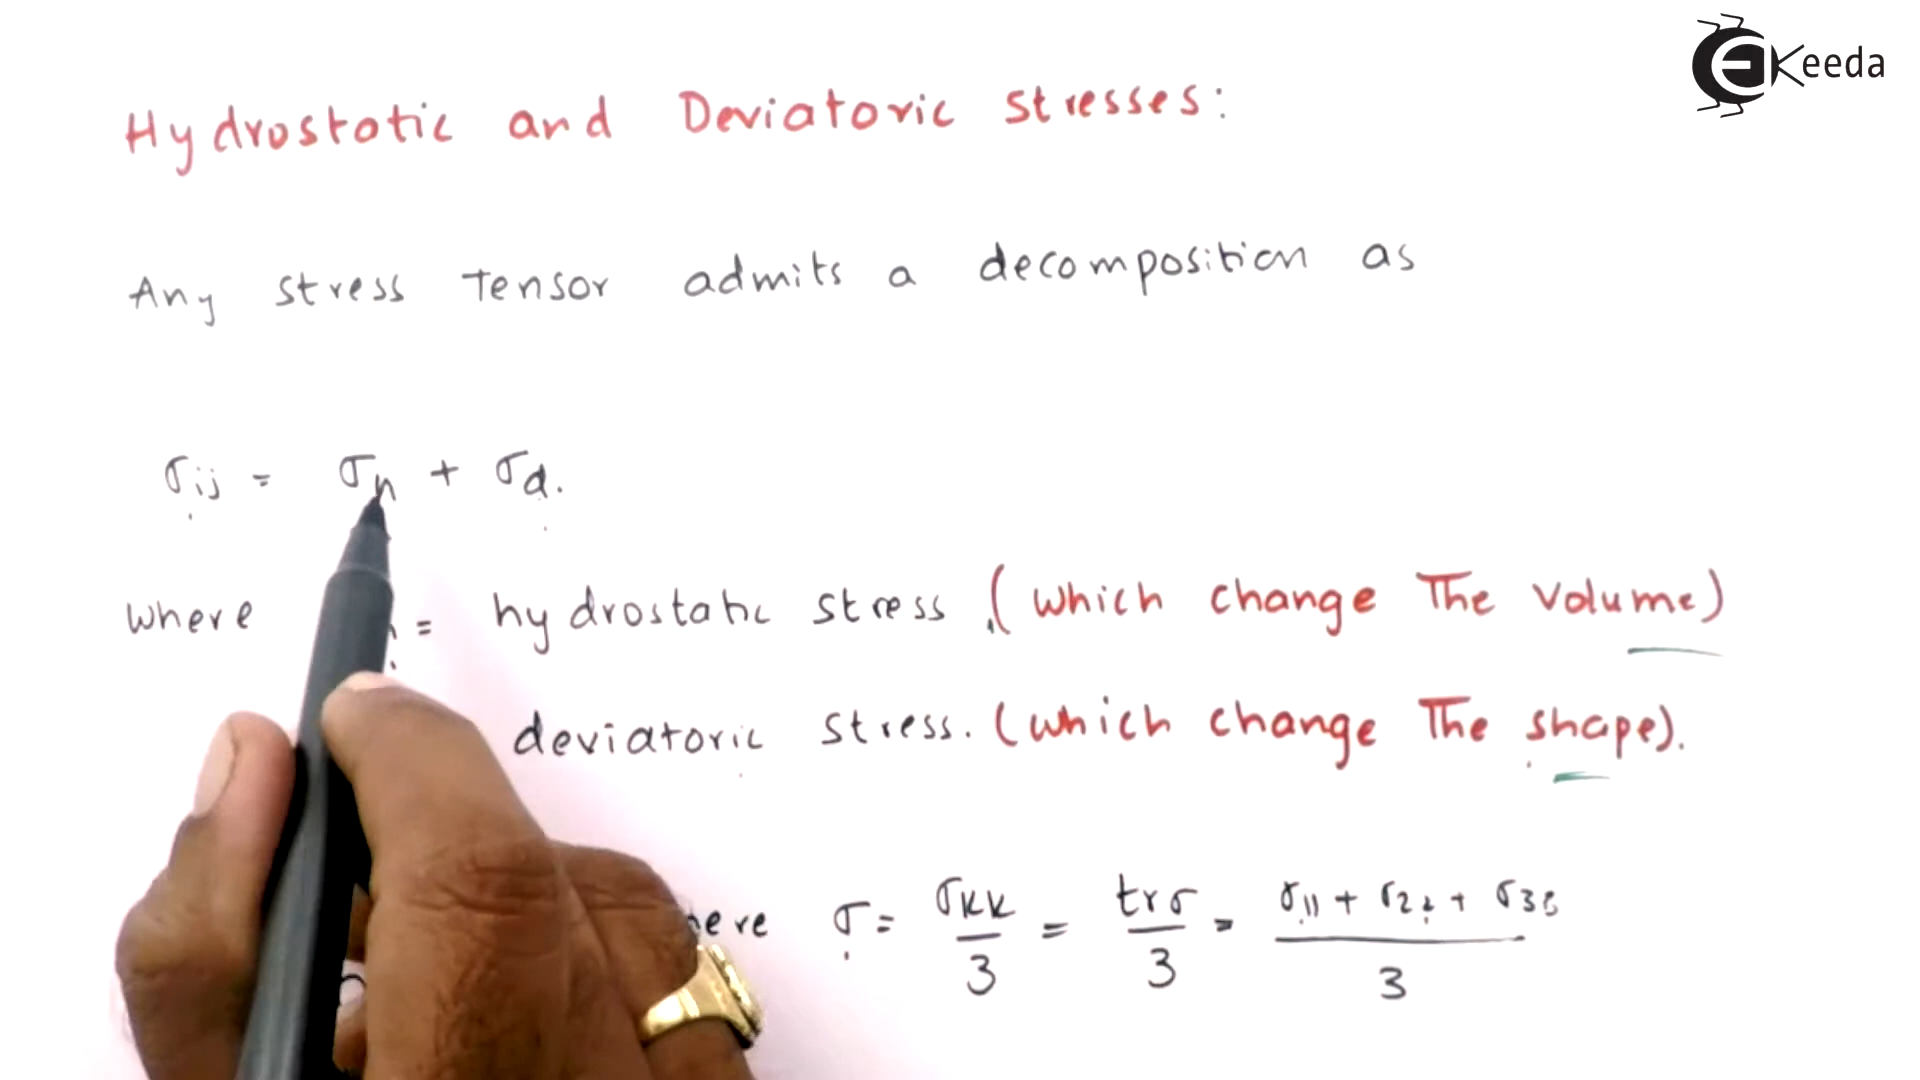 EKeeda
Hydrostatic and Deviatoric stresses:
Any stress Tensor admits a decomposition as
σij = σh + σd.
where = hydrostatic stress (which change The volume)
deviatoric stress. (which change The shape).
σ = σkk/3 = trσ/3 = σ11 + σ22 + σ33/3